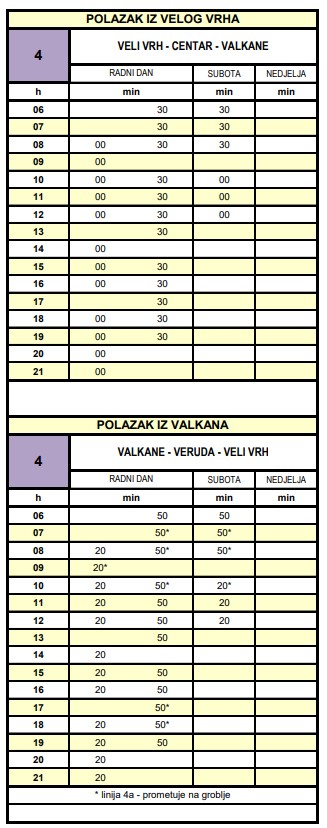 POLAZAK IZ VELOG VRHA
4 VELI VRH - CENTAR - VALKANE
RADNI DAN SUBOTA NEDJELJA
h min min min
06 30 30
07 30 30
08 00 30 30
09 00
10 00 30 00
11 00 30 00
12 00 30 00
13 30
14 00
15 00 30
16 00 30
17 30
18 00 30
19 00 30
20 00
21 00
POLAZAK IZ VALKANA
4 VALKANE - VERUDA - VELI VRH
RADNI DAN SUBOTA NEDJELJA
h min min min
06 50 50
07 50* 50*
08 20 50* 50*
09 20*
10 20 50* 20*
11 20 50 20
12 20 50 20
13 50
14 20
15 20 50
16 20 50
17 50*
18 20 50*
19 20 50
20 20
21 20
* linija 4a - prometuje na groblje